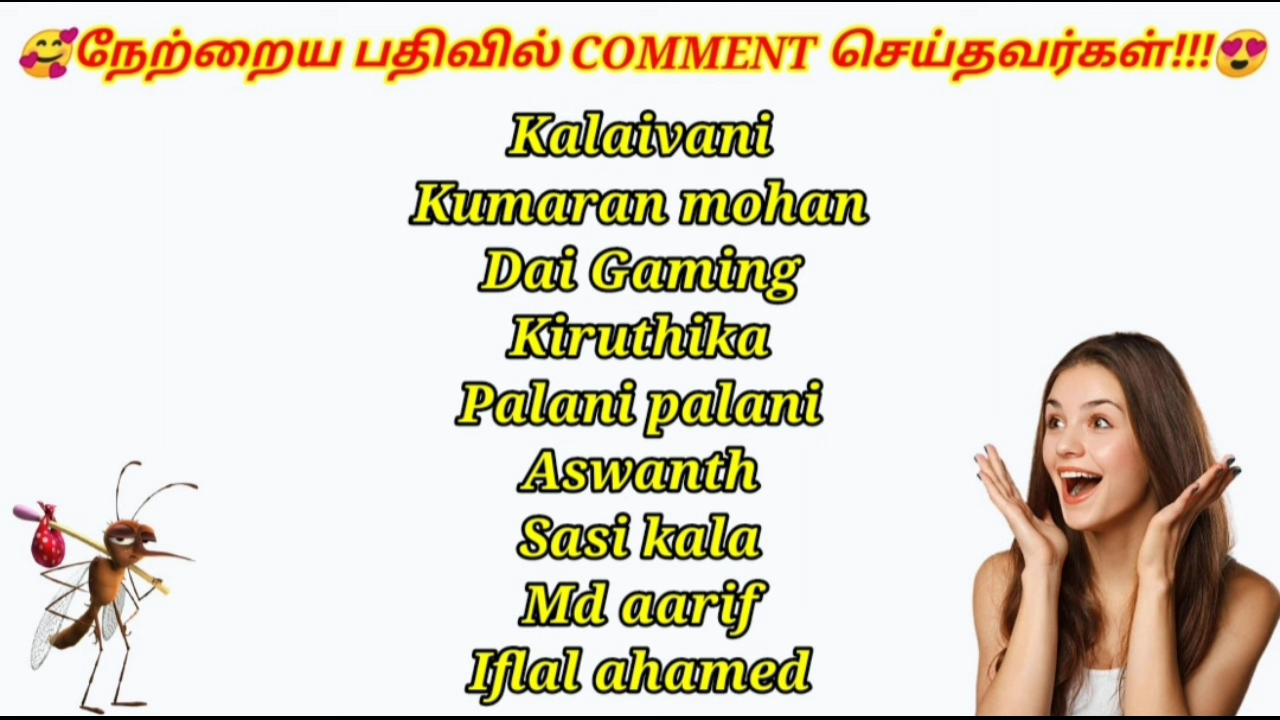 🥰நேற்றைய பதிவில் COMMENT செய்தவர்கள்!!!😍
Kalaivani
Kumaran mohan
Dai Gaming
Kiruthika
Palani palani
Aswanth
Sasi kala
Md aarif
Iflal ahamed